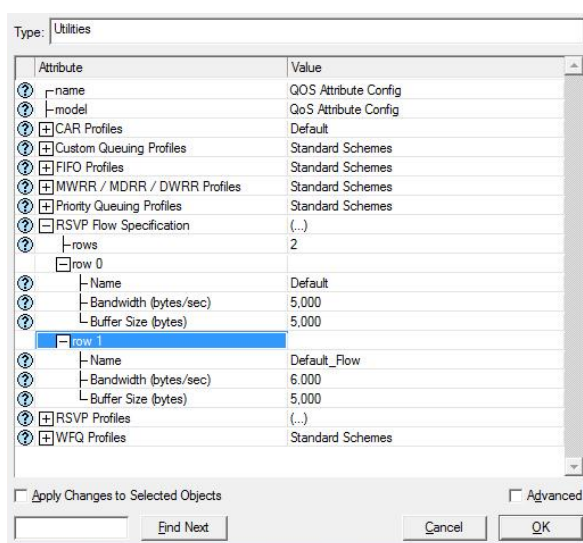 Type: Utilities
Attribute Value
name QOS Attribute Config
model QoS Attribute Config
CAR Profiles Default
Custom Queuing Profiles Standard Schemes
FIFO Profiles Standard Schemes
MWRR / MDRR / DWRR Profiles Standard Schemes
Priority Queuing Profiles Standard Schemes
RSVP Flow Specification (...)
rows 2
row 0
Name Default
Bandwidth (bytes/sec) 5,000
Buffer Size (bytes) 5,000
row 1
Name Default_Flow
Bandwidth (bytes/sec) 6.000
Buffer Size (bytes) 5,000
RSVP Profiles (...)
WFQ Profiles Standard Schemes
Apply Changes to Selected Objects Advanced
Find Next Cancel OK